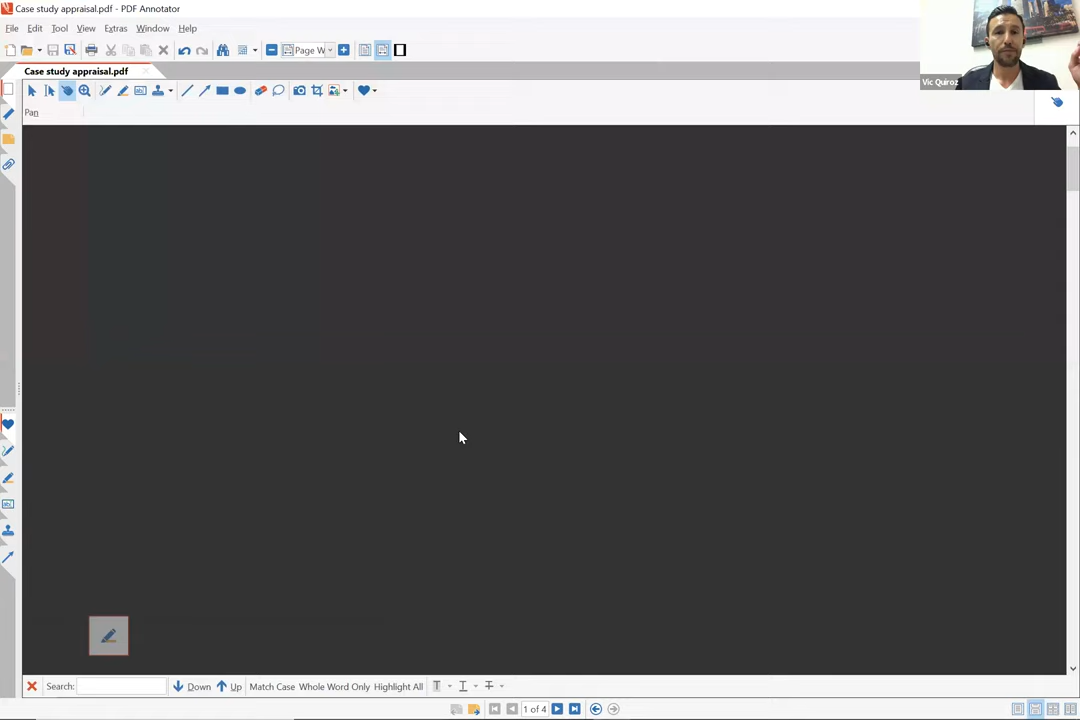 Case study appraisal.pdf - PDF Annotator
File Edit Tool View Extras Window Help
Page W
Case study appraisal.pdf
Vic Quiroz
Pan
Search: Down Up Match Case Whole Word Only Highlight All
1 of 4